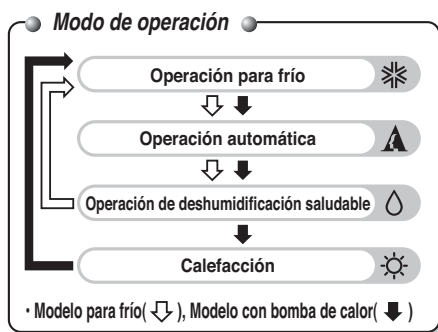 Modo de operación
Operación para frío
Operación automática
Operación de deshumidificación saludable
Calefacción
· Modelo para frío( ), Modelo con bomba de calor( )